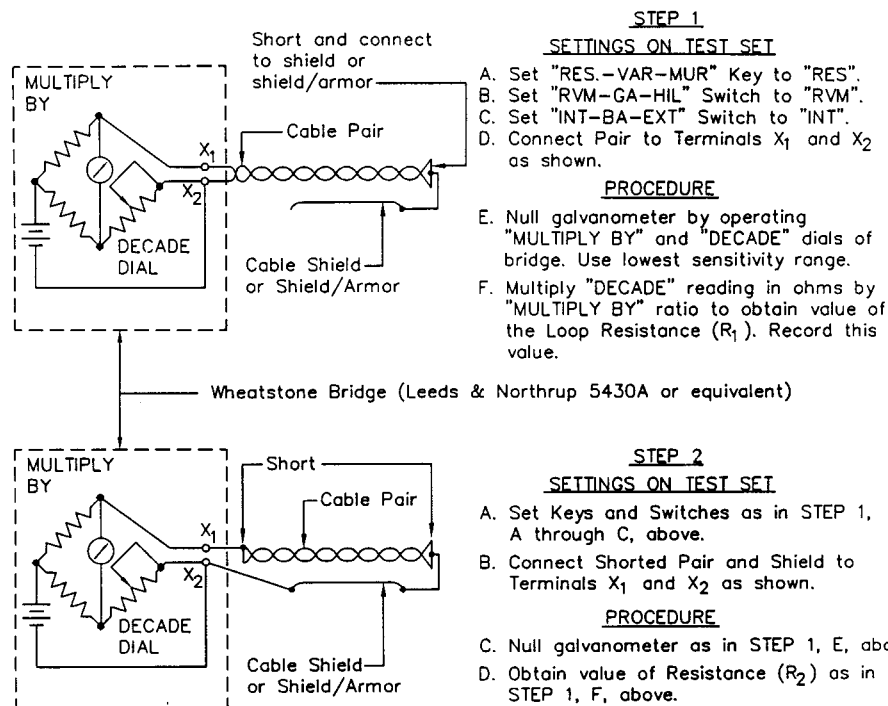 STEP 1
SETTINGS ON TEST SET
A. Set "RES.-VAR-MUR" Key to "RES".
B. Set "RVM-GA-HIL" Switch to "RVM".
C. Set "INT-BA-EXT" Switch to "INT".
D. Connect Pair to Terminals X₁ and X₂
as shown.
PROCEDURE
E. Null galvanometer by operating
"MULTIPLY BY" and "DECADE" dials of
bridge. Use lowest sensitivity range.
F. Multiply "DECADE" reading in ohms by
"MULTIPLY BY" ratio to obtain value of
the Loop Resistance (R₁). Record this
value.
Short and connect
to shield or
shield/armor
MULTIPLY
BY
Cable Pair
X₁
X₂
DECADE
DIAL
Cable Shield
or Shield/Armor
Wheatstone Bridge (Leeds & Northrup 5430A or equivalent)
STEP 2
SETTINGS ON TEST SET
A. Set Keys and Switches as in STEP 1,
A through C, above.
B. Connect Shorted Pair and Shield to
Terminals X₁ and X₂ as shown.
PROCEDURE
C. Null galvanometer as in STEP 1, E,
D. Obtain value of Resistance (R₂) as in
STEP 1, F, above.
MULTIPLY
BY
Short
Cable Pair
X₁
X₂
DECADE
DIAL
Cable Shield
or Shield/Armor